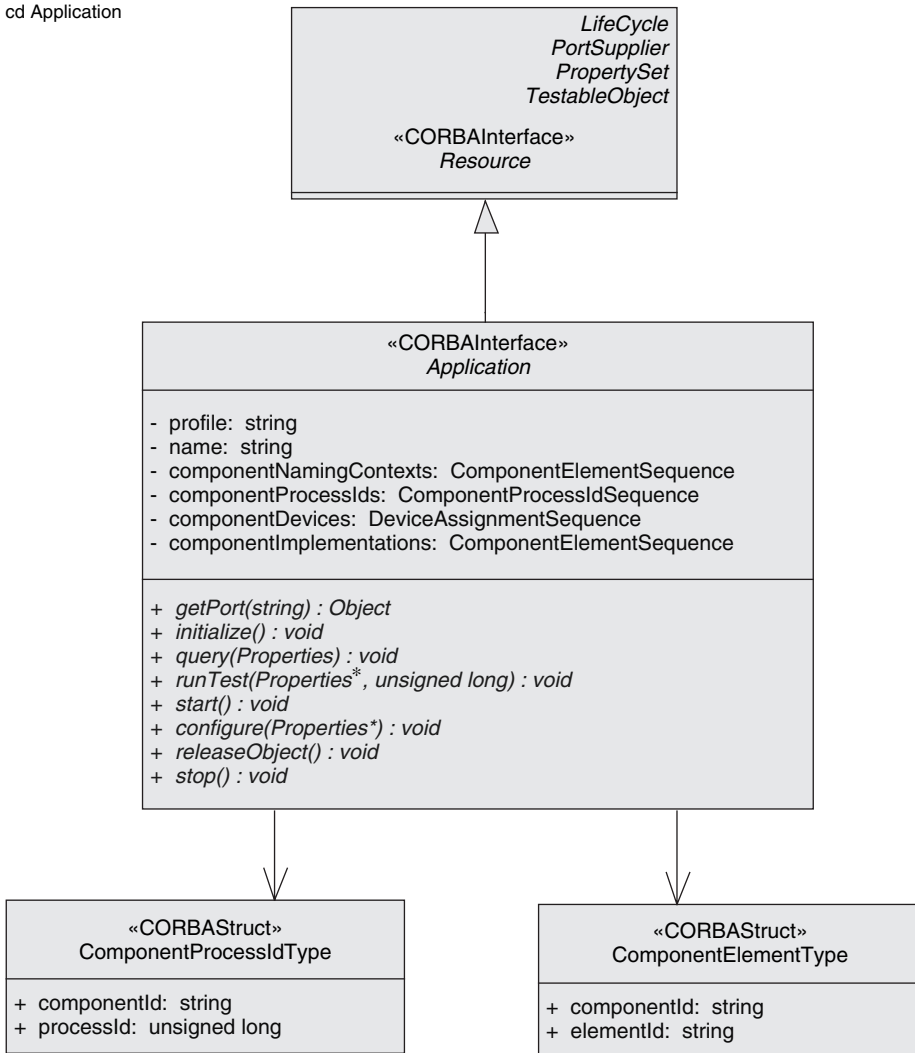 cd Application
LifeCycle
PortSupplier
PropertySet
TestableObject
«CORBAInterface»
Resource
«CORBAInterface»
Application
- profile: string
- name: string
- componentNamingContexts: ComponentElementSequence
- componentProcessIds: ComponentProcessIdSequence
- componentDevices: DeviceAssignmentSequence
- componentImplementations: ComponentElementSequence
+ getPort(string) : Object
+ initialize() : void
+ query(Properties) : void
+ runTest(Properties*, unsigned long) : void
+ start() : void
+ configure(Properties*) : void
+ releaseObject() : void
+ stop() : void
«CORBAStruct»
ComponentProcessIdType
+ componentId: string
+ processId: unsigned long
«CORBAStruct»
ComponentElementType
+ componentId: string
+ elementId: string